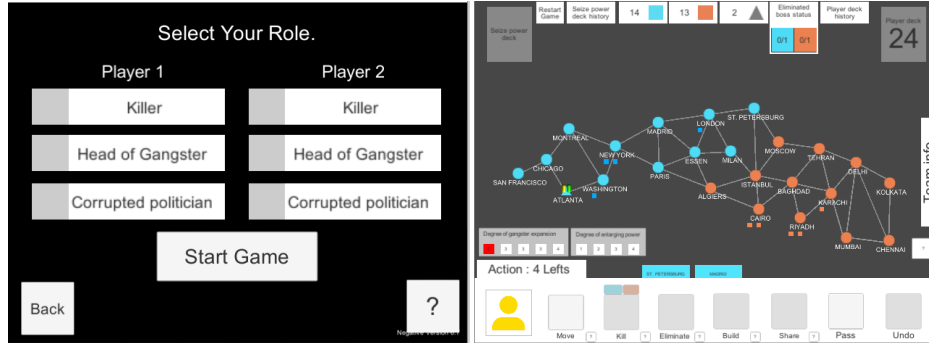 Select Your Role.
Player 1
Player 2
Killer
Killer
Head of Gangster
Head of Gangster
Corrupted politician
Corrupted politician
Start Game
Back
?
Seize power
deck
Restart
Game
Seize power
deck history
14
13
2
Eliminated
boss status
0/1
0/1
Player deck
history
Player deck
24
MONTREAL
CHICAGO
SAN FRANCISCO
NEW YORK
ATLANTA
WASHINGTON
MADRID
LONDON
ST. PETERSBURG
ESSEN
MILAN
PARIS
ALGIERS
MOSCOW
TEHRAN
ISTANBUL
BAGHDAD
DELHI
KOLKATA
CAIRO
RIYADH
KARACHI
MUMBAI
CHENNAI
Team info
?
Degree of gangster expansion
Degree of enlarging power
1 2 3 4
Action : 4 Lefts
ST. PETERSBURG
MADRID
Move
?
Kill
?
Eliminate
?
Build
?
Share
?
Pass
Undo